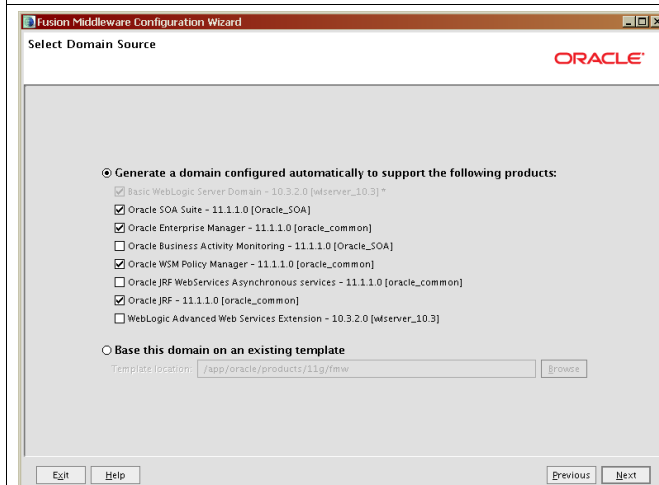 Fusion Middleware Configuration Wizard
Select Domain Source
ORACLE
Generate a domain configured automatically to support the following products:
Basic WebLogic Server Domain - 10.3.2.0 [wlserver_10.3] *
Oracle SOA Suite - 11.1.1.0 [Oracle_SOA]
Oracle Enterprise Manager - 11.1.1.0 [oracle_common]
Oracle Business Activity Monitoring - 11.1.1.0 [Oracle_SOA]
Oracle WSM Policy Manager - 11.1.1.0 [oracle_common]
Oracle JRF WebServices Asynchronous services - 11.1.1.0 [oracle_common]
Oracle JRF - 11.1.1.0 [oracle_common]
WebLogic Advanced Web Services Extension - 10.3.2.0 [wlserver_10.3]
Base this domain on an existing template
Template location: /app/oracle/products/11g/fmw Browse
Exit Help Previous Next